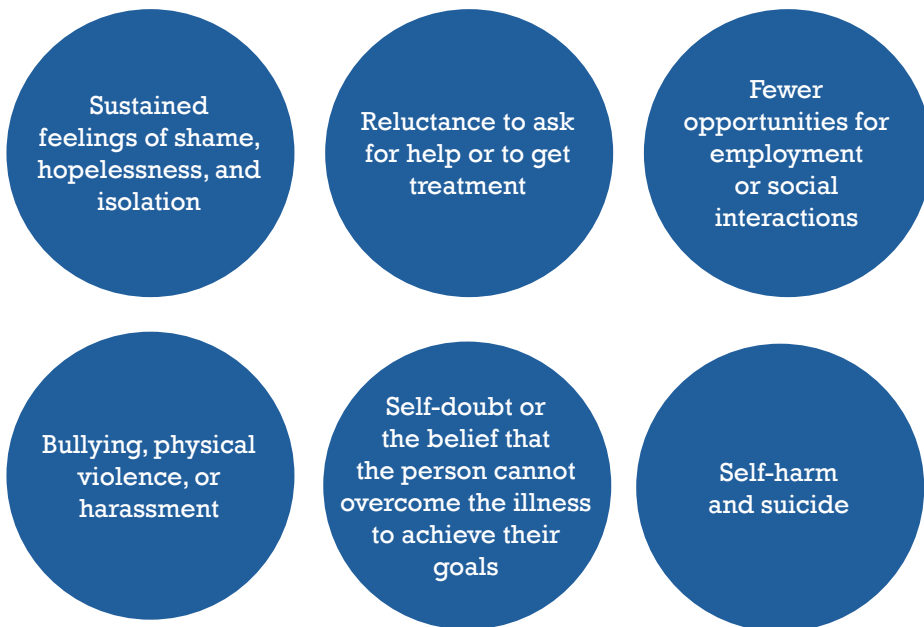 Sustained
feelings of shame,
hopelessness, and
isolation
Reluctance to ask
for help or to get
treatment
Fewer
opportunities for
employment
or social
interactions
Bullying, physical
violence, or
harassment
Self-doubt or
the belief that
the person cannot
overcome the illness
to achieve their
goals
Self-harm
and suicide